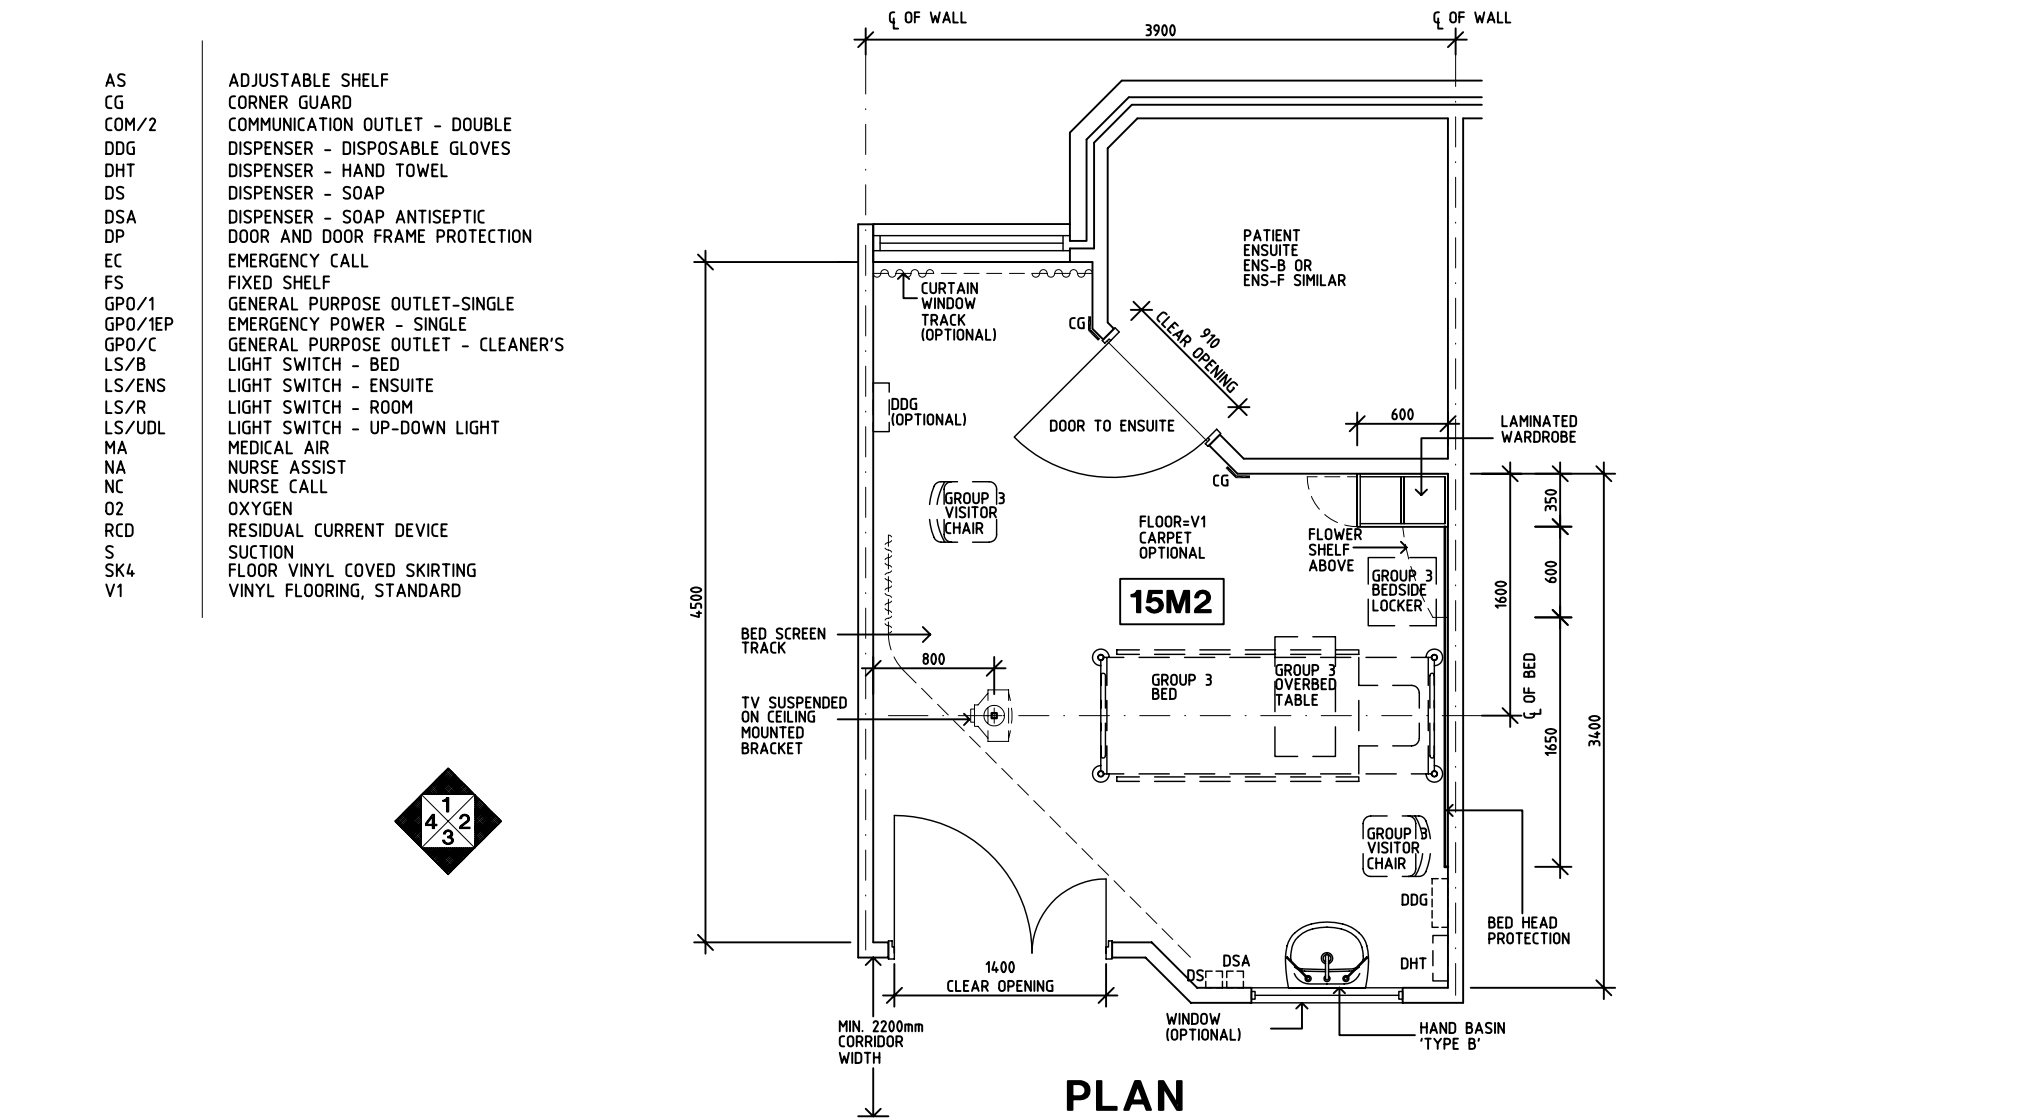 AS ADJUSTABLE SHELF
CG CORNER GUARD
COM/2 COMMUNICATION OUTLET - DOUBLE
DDG DISPENSER - DISPOSABLE GLOVES
DHT DISPENSER - HAND TOWEL
DS DISPENSER - SOAP
DSA DISPENSER - SOAP ANTISEPTIC
DP DOOR AND DOOR FRAME PROTECTION
EC EMERGENCY CALL
FS FIXED SHELF
GPO/1 GENERAL PURPOSE OUTLET-SINGLE
GPO/1EP EMERGENCY POWER - SINGLE
GPO/C GENERAL PURPOSE OUTLET - CLEANER'S
LS/B LIGHT SWITCH - BED
LS/ENS LIGHT SWITCH - ENSUITE
LS/R LIGHT SWITCH - ROOM
LS/UDL LIGHT SWITCH - UP-DOWN LIGHT
MA MEDICAL AIR
NA NURSE ASSIST
NC NURSE CALL
O2 OXYGEN
RCD RESIDUAL CURRENT DEVICE
S SUCTION
SK4 FLOOR VINYL COVED SKIRTING
V1 VINYL FLOORING, STANDARD
1
4 2
3
℄ OF WALL
℄ OF WALL
3900
PATIENT
ENSUITE
ENS-B OR
ENS-F SIMILAR
CURTAIN
WINDOW
TRACK
(OPTIONAL)
CG
910
CLEAR OPENING
DDG
(OPTIONAL)
DOOR TO ENSUITE
600
LAMINATED
WARDROBE
CG
GROUP 3
VISITOR
CHAIR
FLOOR=V1
CARPET
OPTIONAL
15M2
FLOWER
SHELF
ABOVE
GROUP 3
BEDSIDE
LOCKER
350
600
1600
4500
BED SCREEN
TRACK
800
TV SUSPENDED
ON CEILING
MOUNTED
BRACKET
GROUP 3
BED
GROUP 3
OVERBED
TABLE
℄ OF BED
1650
3400
GROUP 3
VISITOR
CHAIR
DDG
BED HEAD
PROTECTION
DHT
DS
DSA
1400
CLEAR OPENING
MIN. 2200mm
CORRIDOR
WIDTH
WINDOW
(OPTIONAL)
HAND BASIN
'TYPE B'
PLAN